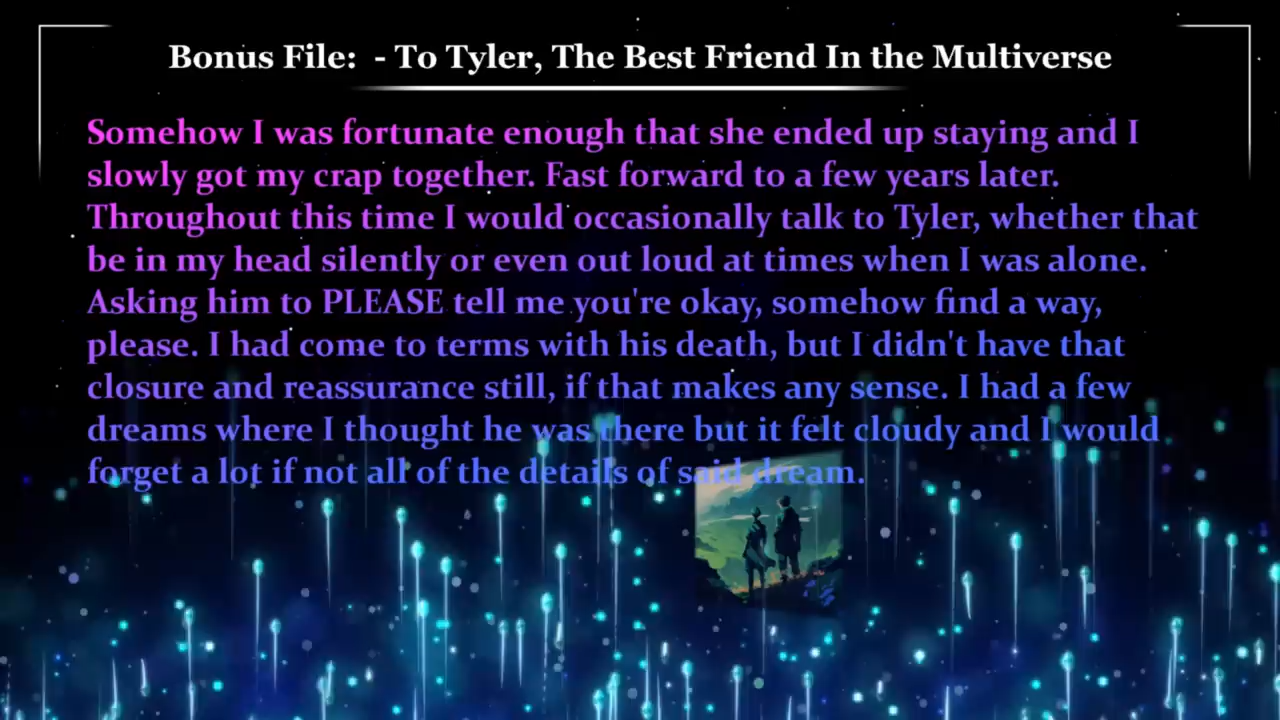 Bonus File:  - To Tyler, The Best Friend In the Multiverse
Somehow I was fortunate enough that she ended up staying and I
slowly got my crap together. Fast forward to a few years later.
Throughout this time I would occasionally talk to Tyler, whether that
be in my head silently or even out loud at times when I was alone.
Asking him to PLEASE tell me you're okay, somehow find a way,
please. I had come to terms with his death, but I didn't have that
closure and reassurance still, if that makes any sense. I had a few
dreams where I thought he was there but it felt cloudy and I would
forget a lot if not all of the details of said dream.